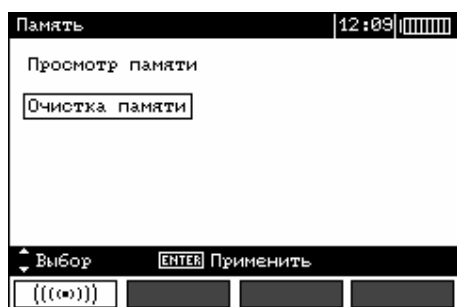 Память 12:09
Просмотр памяти
Очистка памяти
Выбор ENTER Применить